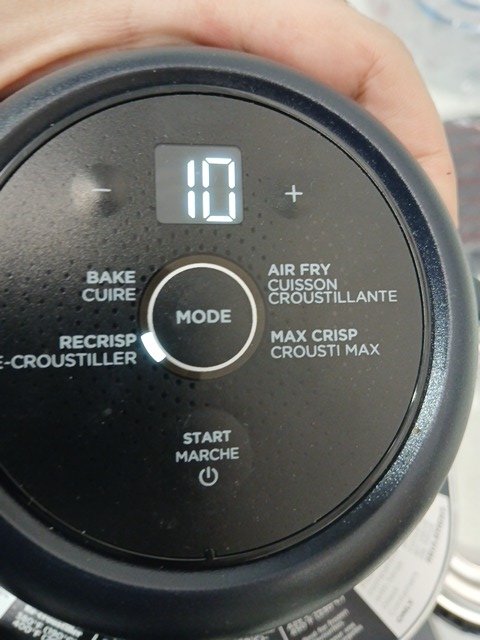 10
−
+
BAKE
CUIRE
AIR FRY
CUISSON
CROUSTILLANTE
MODE
RECRISP
E-CROUSTILLER
MAX CRISP
CROUSTI MAX
START
MARCHE